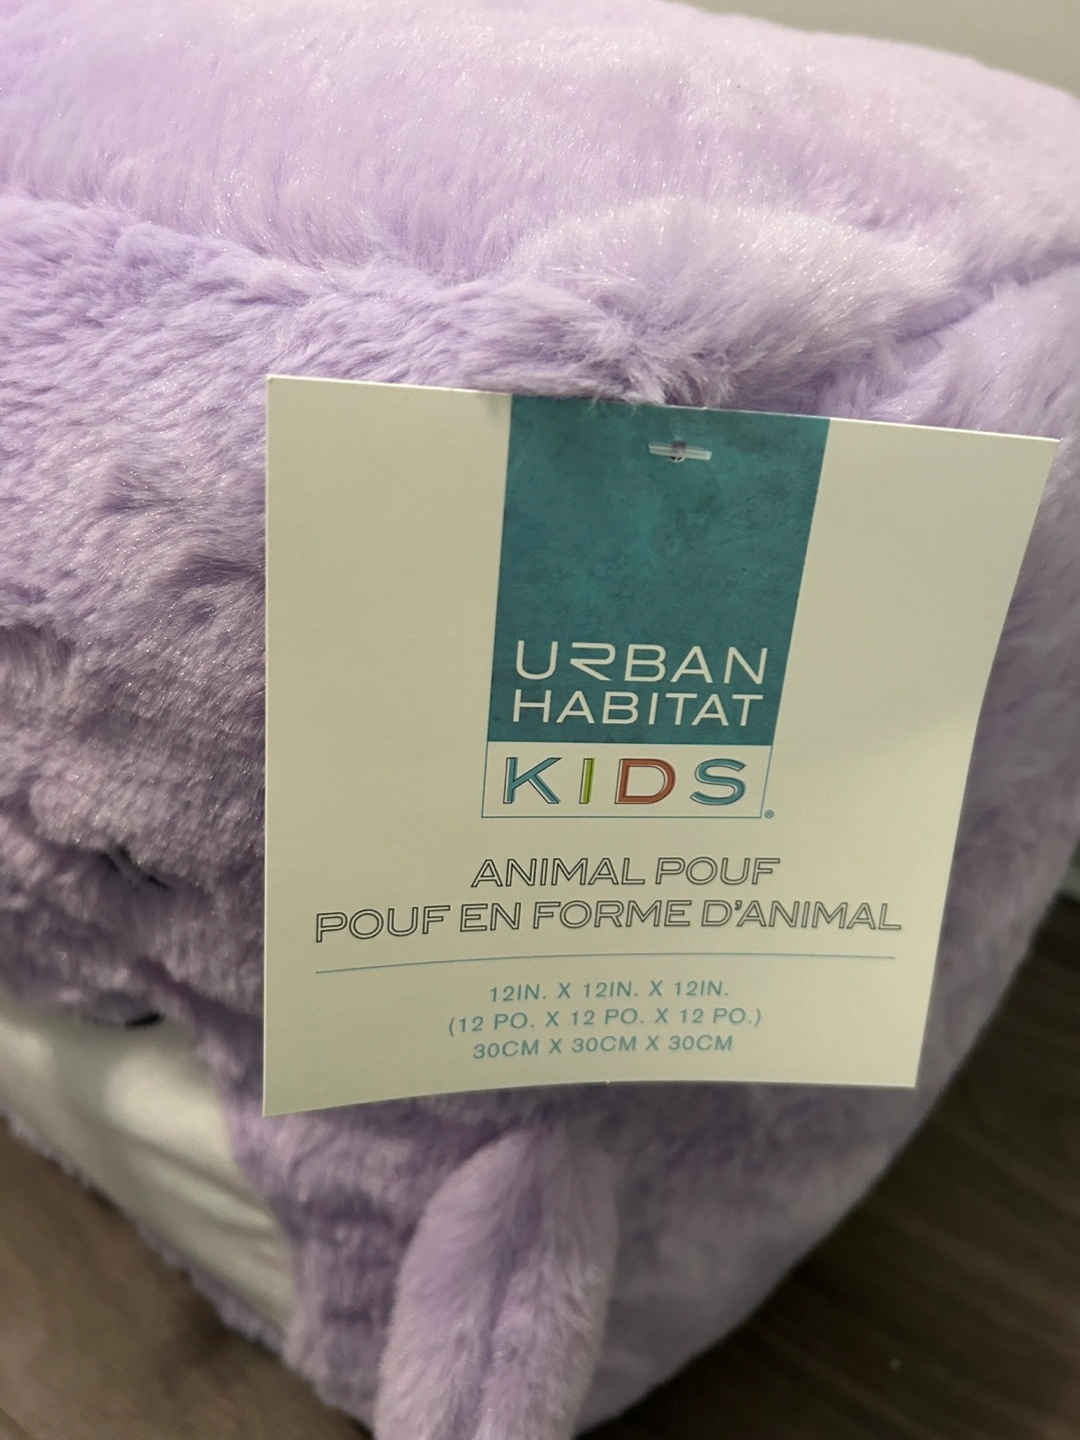 URBAN
HABITAT
KIDS®
ANIMAL POUF
POUF EN FORME D'ANIMAL
12IN. X 12IN. X 12IN.
(12 PO. X 12 PO. X 12 PO.)
30CM X 30CM X 30CM